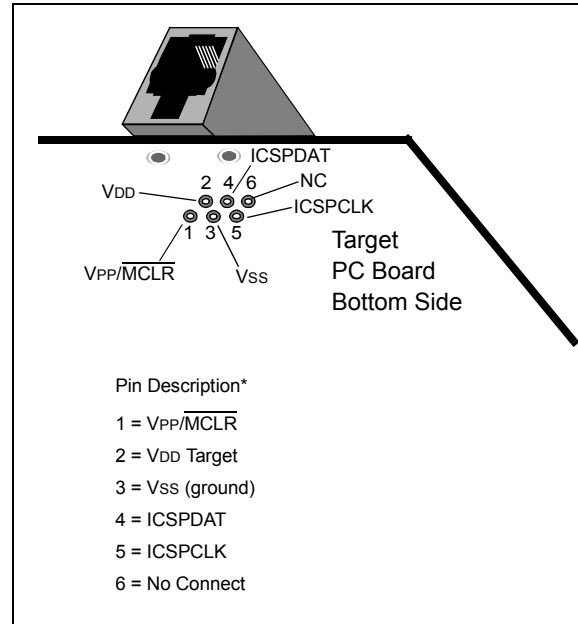 ICSPDAT
VDD 2 4 6 NC
ICSPCLK
1 3 5
VPP/MCLR VSS
Target
PC Board
Bottom Side
Pin Description*
1 = VPP/MCLR
2 = VDD Target
3 = VSS (ground)
4 = ICSPDAT
5 = ICSPCLK
6 = No Connect